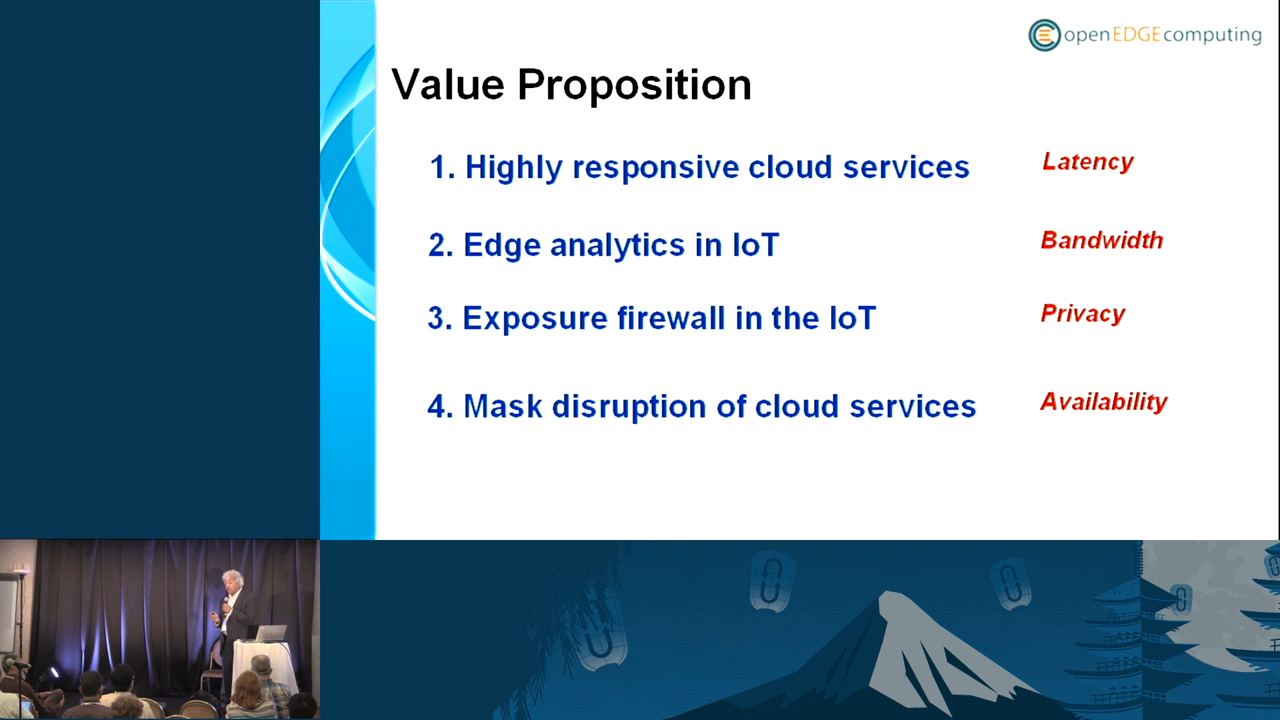 openEDGEcomputing
Value Proposition
1. Highly responsive cloud services Latency
2. Edge analytics in IoT Bandwidth
3. Exposure firewall in the IoT Privacy
4. Mask disruption of cloud services Availability